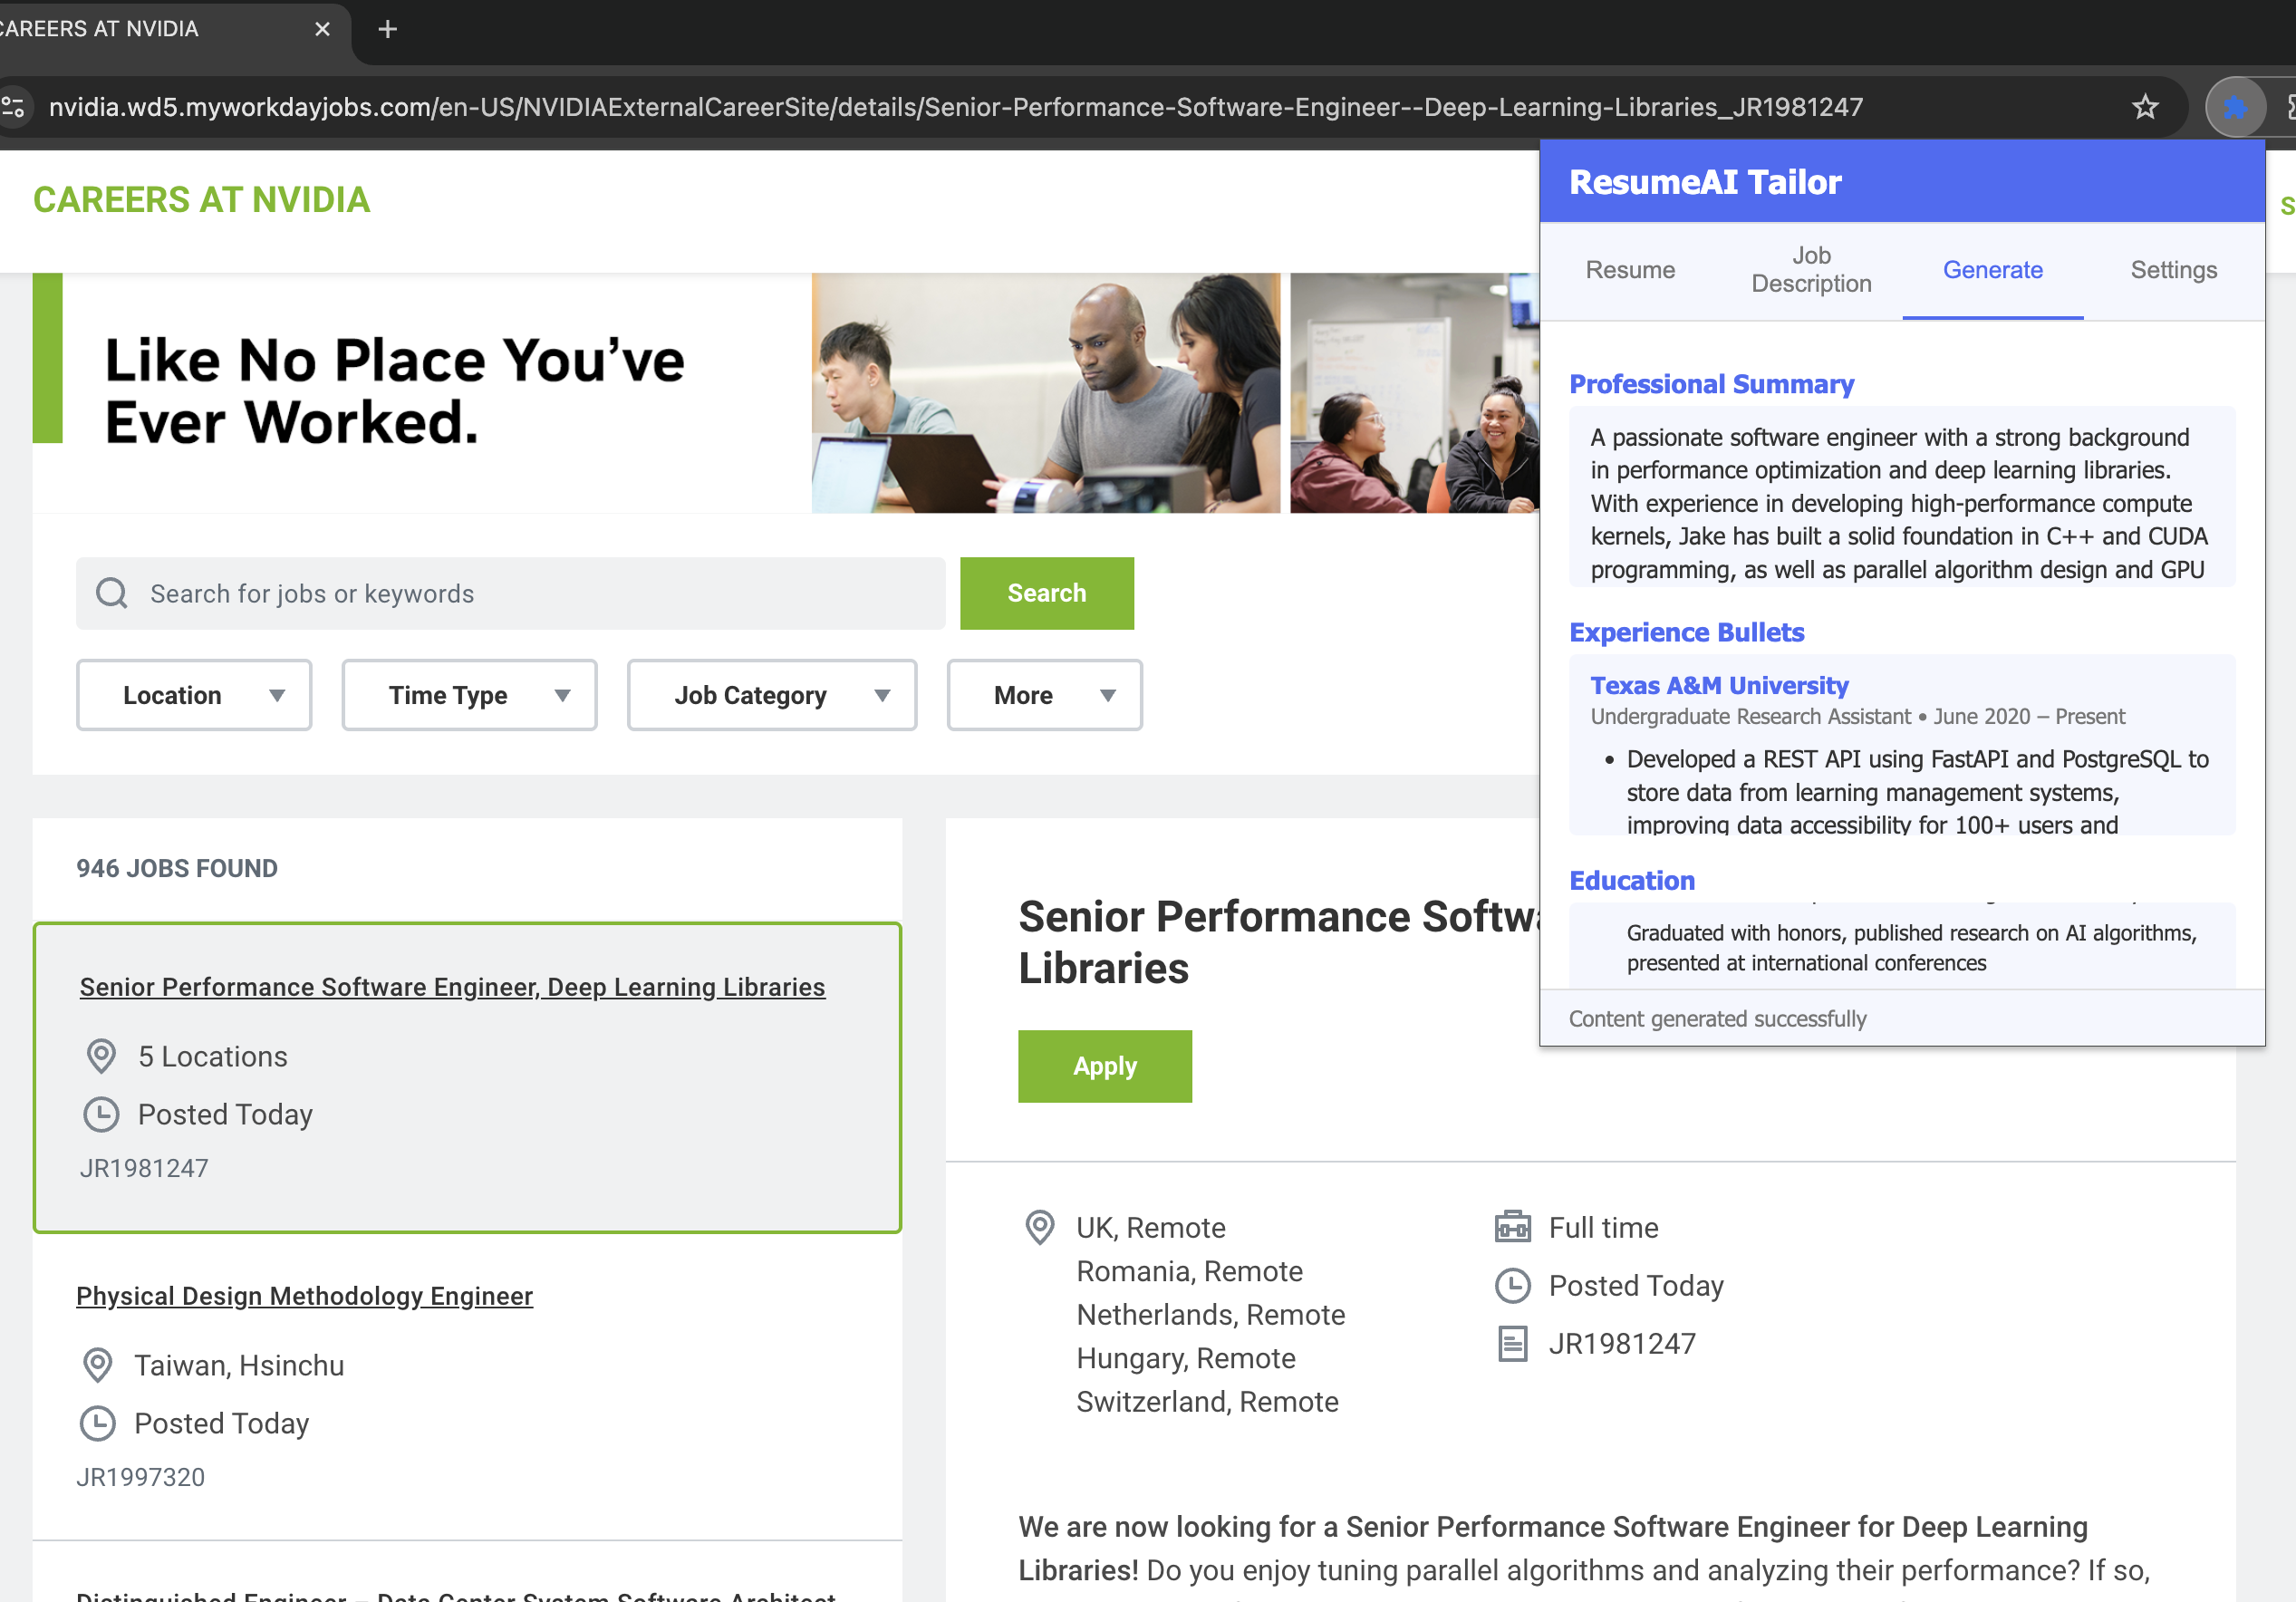 CAREERS AT NVIDIA
nvidia.wd5.myworkdayjobs.com/en-US/NVIDIAExternalCareerSite/details/Senior-Performance-Software-Engineer--Deep-Learning-Libraries_JR1981247
CAREERS AT NVIDIA
Like No Place You’ve
Ever Worked.
Search for jobs or keywords
Search
Location
Time Type
Job Category
More
946 JOBS FOUND
Senior Performance Software Engineer, Deep Learning Libraries
5 Locations
Posted Today
JR1981247
Physical Design Methodology Engineer
Taiwan, Hsinchu
Posted Today
JR1997320
Distinguished Engineer – Data Center System Software Architect
Senior Performance
Libraries
Apply
UK, Remote
Romania, Remote
Netherlands, Remote
Hungary, Remote
Switzerland, Remote
Full time
Posted Today
JR1981247
We are now looking for a Senior Performance Software Engineer for Deep Learning
Libraries! Do you enjoy tuning parallel algorithms and analyzing their performance? If so,
ResumeAI Tailor
Resume
Job
Description
Generate
Settings
Professional Summary
A passionate software engineer with a strong background
in performance optimization and deep learning libraries.
With experience in developing high-performance compute
kernels, Jake has built a solid foundation in C++ and CUDA
programming, as well as parallel algorithm design and GPU
Experience Bullets
Texas A&M University
Undergraduate Research Assistant • June 2020 – Present
• Developed a REST API using FastAPI and PostgreSQL to
store data from learning management systems,
improving data accessibility for 100+ users and
Education
Graduated with honors, published research on AI algorithms,
presented at international conferences
Content generated successfully